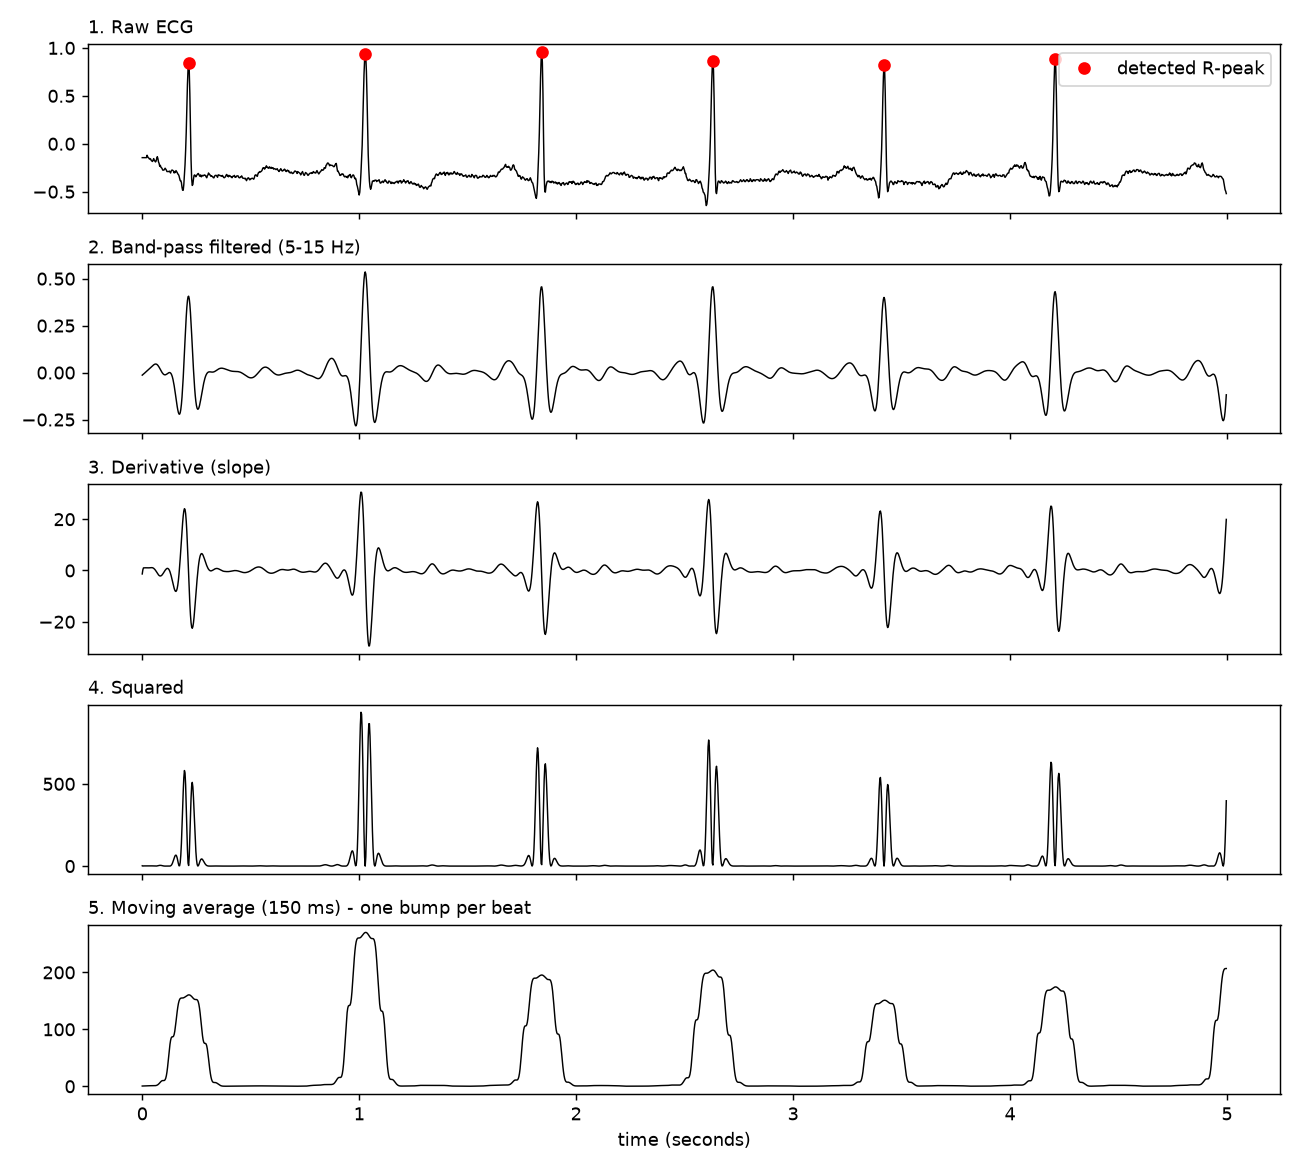 1. Raw ECG
1.0
0.5
0.0
−0.5
detected R-peak
2. Band-pass filtered (5-15 Hz)
0.50
0.25
0.00
−0.25
3. Derivative (slope)
20
0
−20
4. Squared
500
0
5. Moving average (150 ms) - one bump per beat
200
100
0
0 1 2 3 4 5
time (seconds)